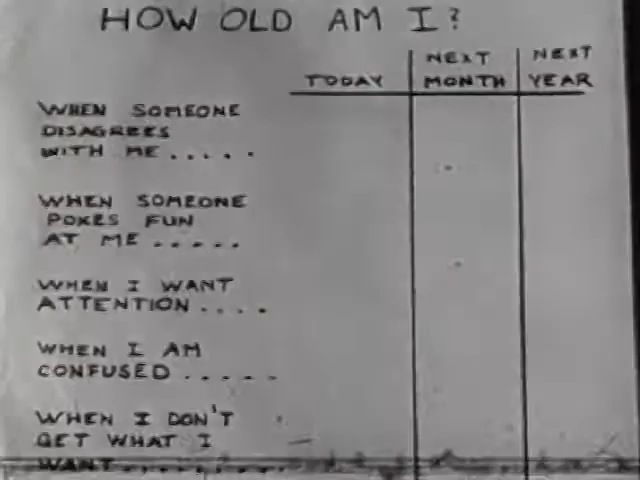 HOW OLD AM I?
NEXT NEXT
TODAY MONTH YEAR
WHEN SOMEONE
DISAGREES
WITH ME.....
WHEN SOMEONE
POKES FUN
AT ME.....
WHEN I WANT
ATTENTION....
WHEN I AM
CONFUSED.....
WHEN I DON'T
GET WHAT I
WANT........